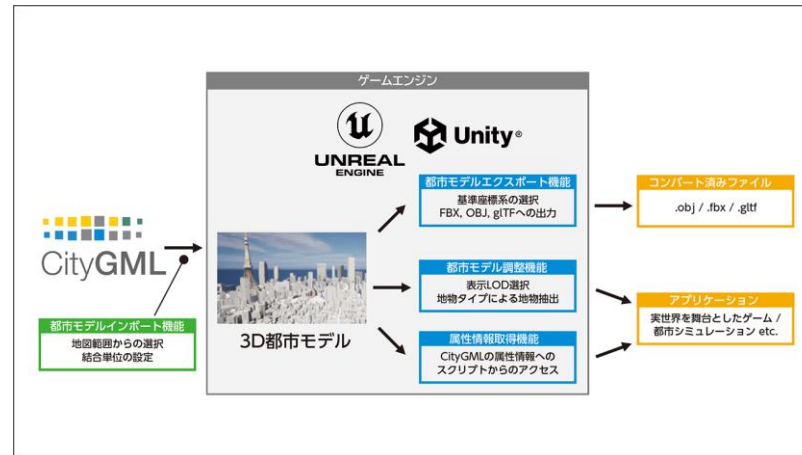 ゲームエンジン
UNREAL
ENGINE
Unity®
CityGML
都市モデルインポート機能
地図範囲からの選択
結合単位の設定
3D都市モデル
都市モデルエクスポート機能
基準座標系の選択
FBX, OBJ, glTFへの出力
都市モデル調整機能
表示LOD選択
地物タイプによる地物抽出
属性情報取得機能
CityGMLの属性情報への
スクリプトからのアクセス
コンバート済みファイル
.obj / .fbx / .gltf
アプリケーション
実世界を舞台としたゲーム /
都市シミュレーション etc.